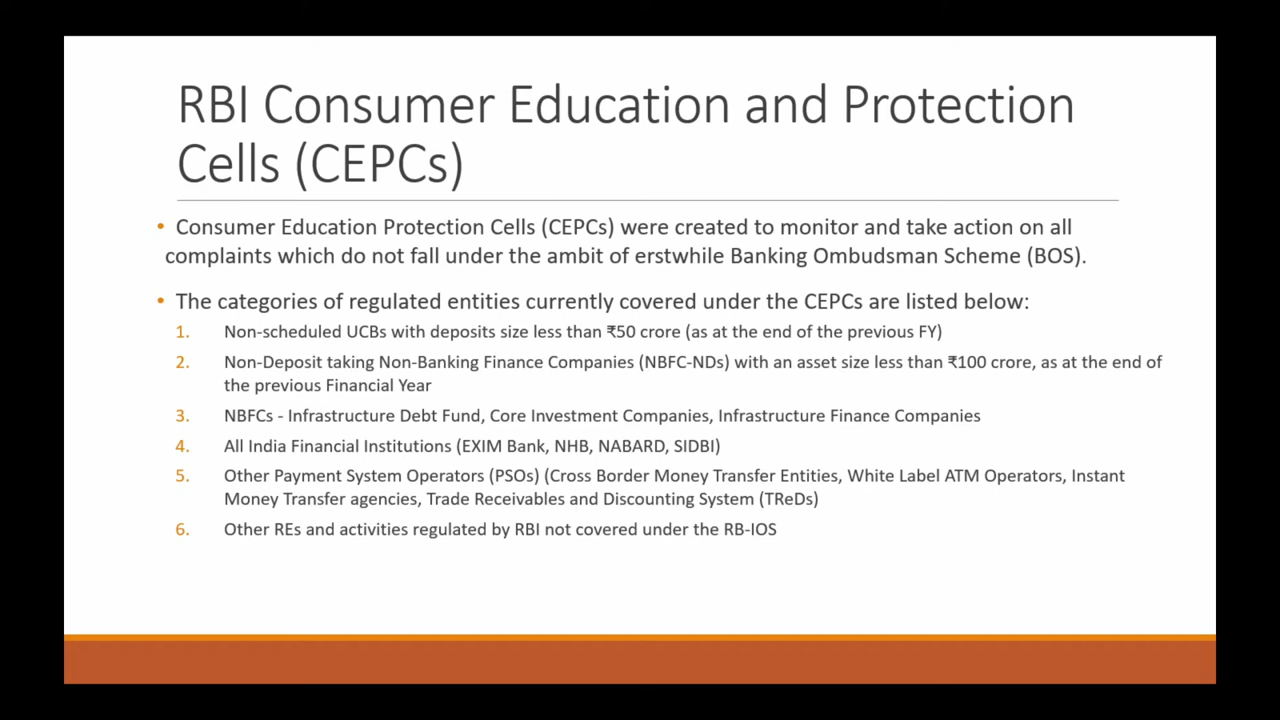 RBI Consumer Education and Protection
Cells (CEPCs)
• Consumer Education Protection Cells (CEPCs) were created to monitor and take action on all
complaints which do not fall under the ambit of erstwhile Banking Ombudsman Scheme (BOS).
• The categories of regulated entities currently covered under the CEPCs are listed below:
1. Non-scheduled UCBs with deposits size less than ₹50 crore (as at the end of the previous FY)
2. Non-Deposit taking Non-Banking Finance Companies (NBFC-NDs) with an asset size less than ₹100 crore, as at the end of
the previous Financial Year
3. NBFCs - Infrastructure Debt Fund, Core Investment Companies, Infrastructure Finance Companies
4. All India Financial Institutions (EXIM Bank, NHB, NABARD, SIDBI)
5. Other Payment System Operators (PSOs) (Cross Border Money Transfer Entities, White Label ATM Operators, Instant
Money Transfer agencies, Trade Receivables and Discounting System (TReDs)
6. Other REs and activities regulated by RBI not covered under the RB-IOS